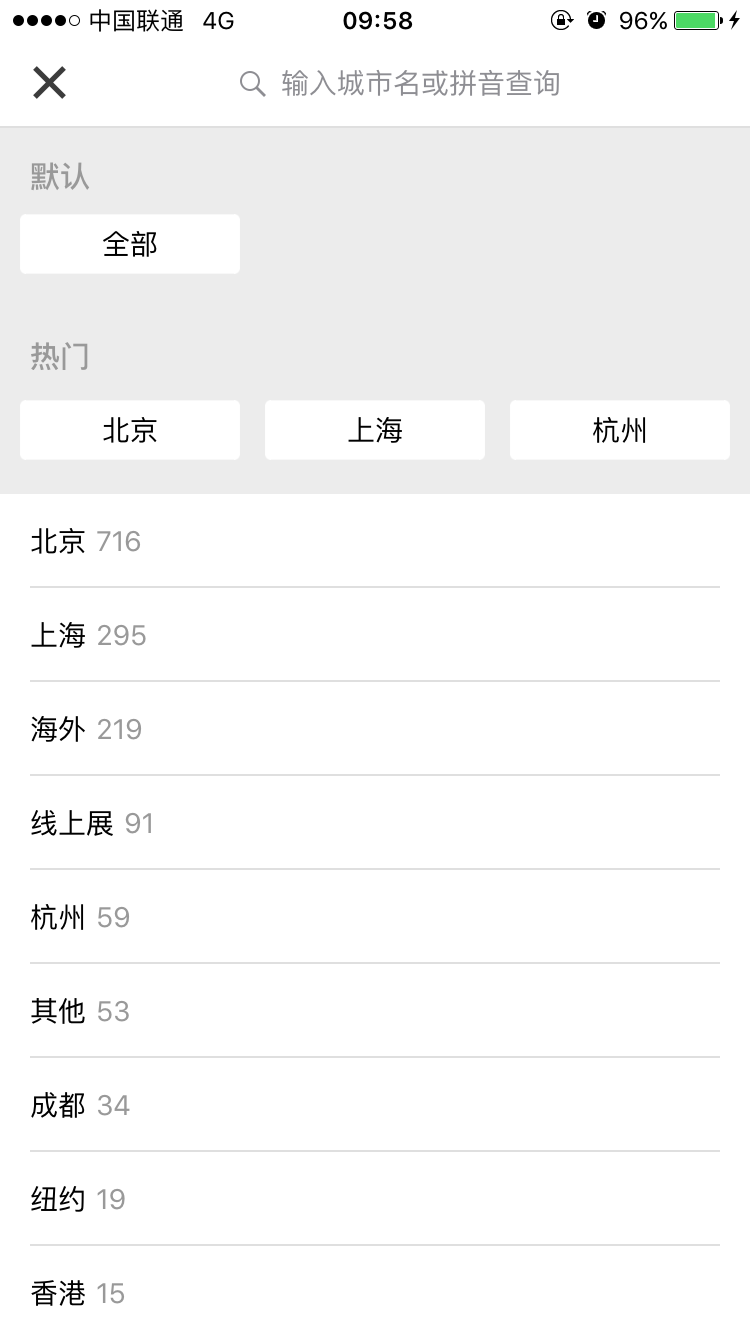 中国联通 4G 09:58 96%
输入城市名或拼音查询
默认
全部
热门
北京 上海 杭州
北京 716
上海 295
海外 219
线上展 91
杭州 59
其他 53
成都 34
纽约 19
香港 15